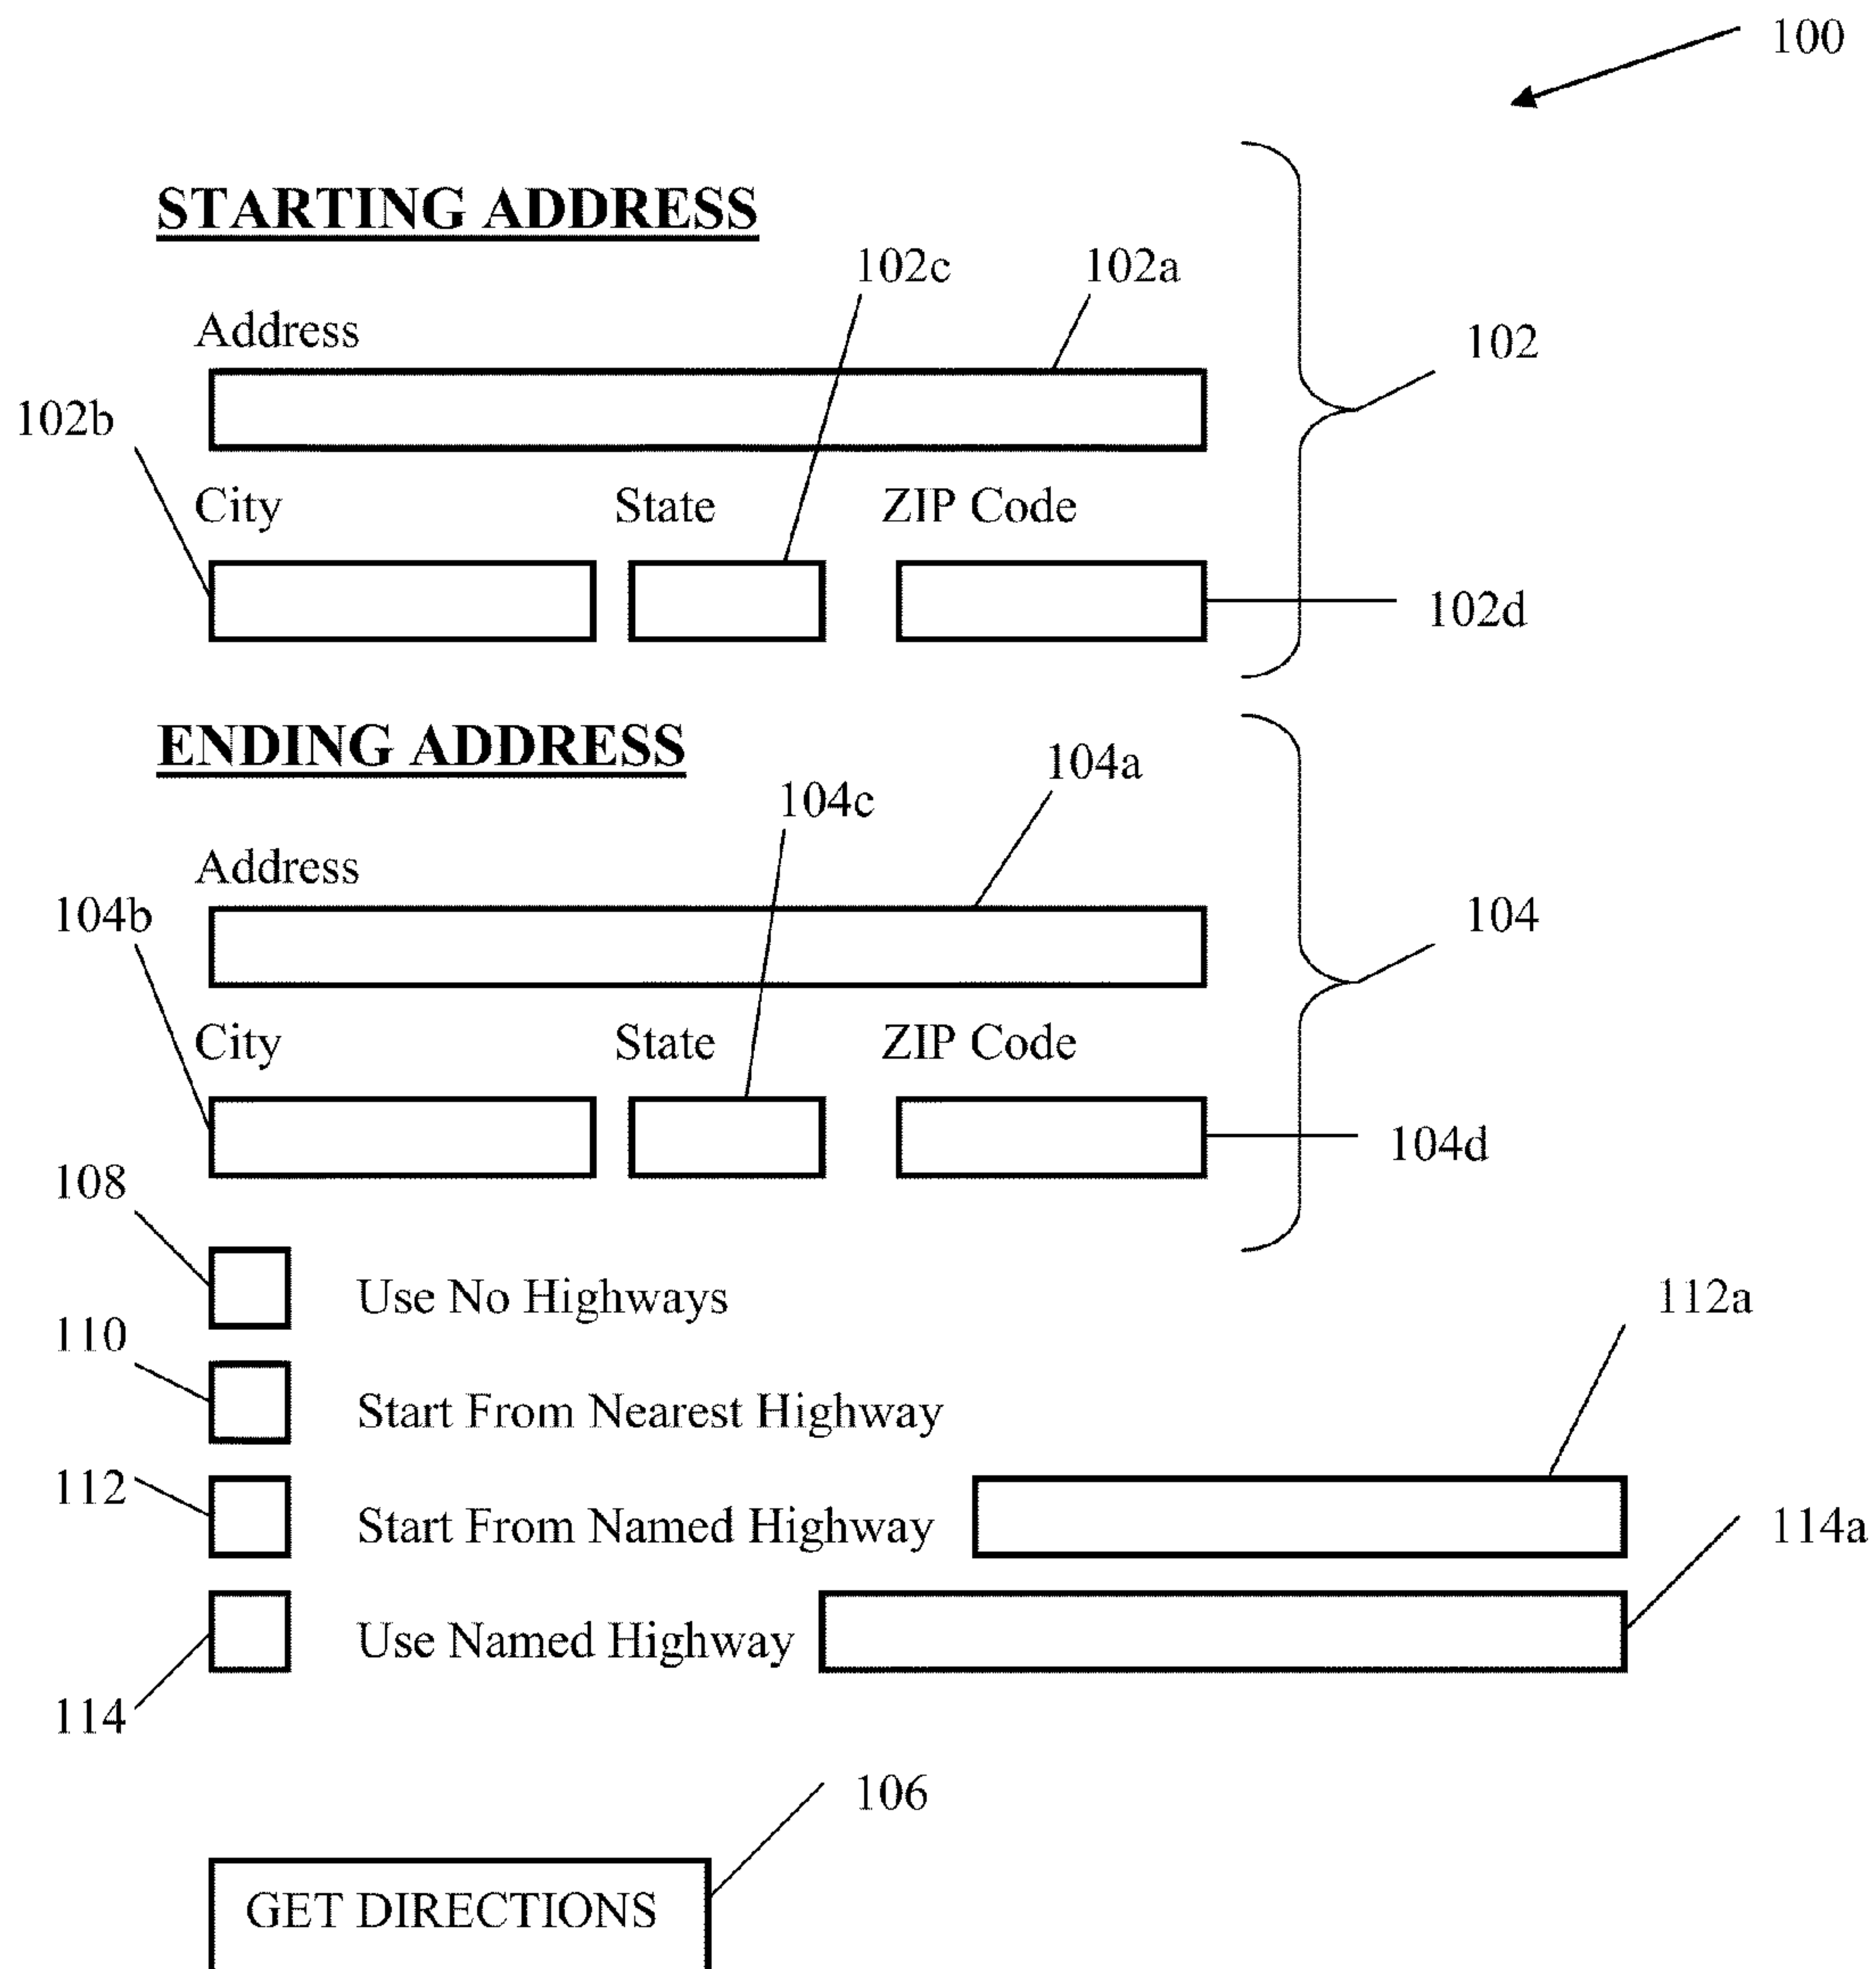 100
STARTING ADDRESS
102c 102a
Address
102
102b
City State ZIP Code
102d
ENDING ADDRESS
104a
104c
Address
104b
104
City State ZIP Code
104d
108
Use No Highways
112a
110
Start From Nearest Highway
112
Start From Named Highway
114a
Use Named Highway
114
106
GET DIRECTIONS